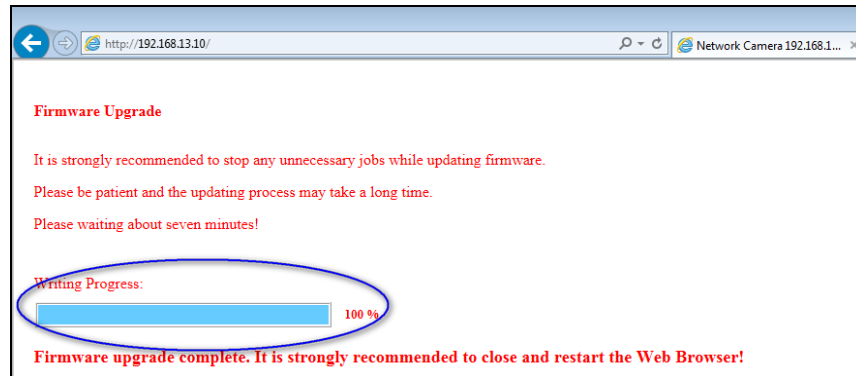 http://192.168.13.10/
Network Camera 192.168.1...
Firmware Upgrade
It is strongly recommended to stop any unnecessary jobs while updating firmware.
Please be patient and the updating process may take a long time.
Please waiting about seven minutes!
Writing Progress:
100 %
Firmware upgrade complete. It is strongly recommended to close and restart the Web Browser!